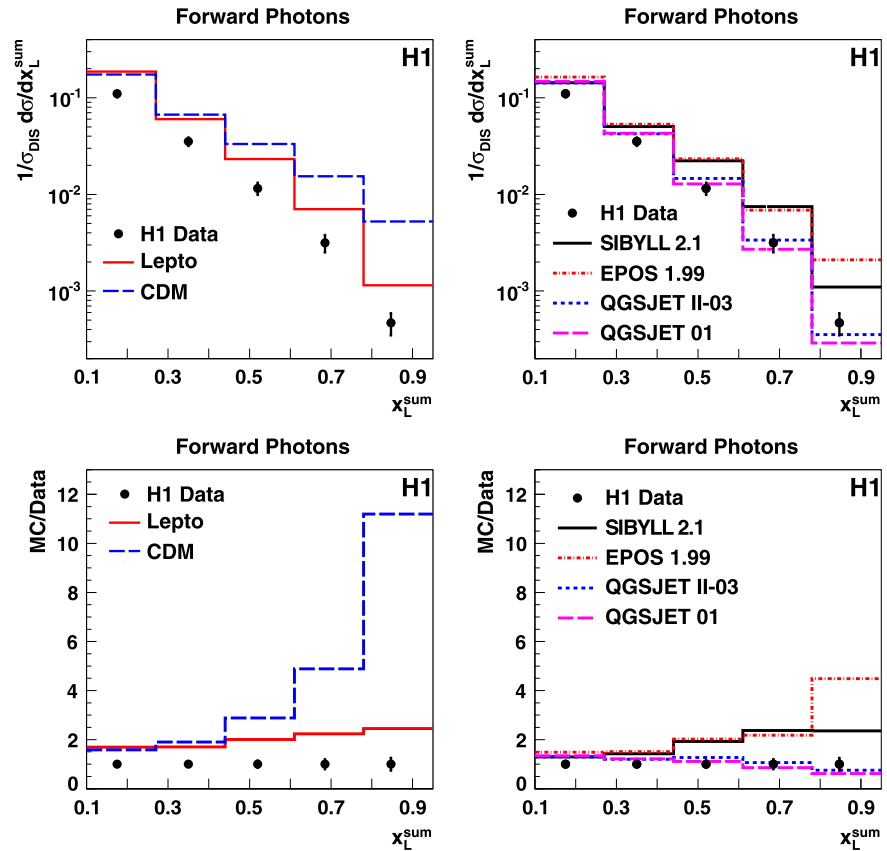 Forward Photons
H1
1/σ_DIS dσ/dx_L^sum
10⁻¹
10⁻²
10⁻³
H1 Data
Lepto
CDM
0.1 0.3 0.5 0.7 0.9
x_L^sum
Forward Photons
H1
1/σ_DIS dσ/dx_L^sum
10⁻¹
10⁻²
10⁻³
H1 Data
SIBYLL 2.1
EPOS 1.99
QGSJET II-03
QGSJET 01
0.1 0.3 0.5 0.7 0.9
x_L^sum
Forward Photons
H1
MC/Data
12
10
8
6
4
2
0
H1 Data
Lepto
CDM
0.1 0.3 0.5 0.7 0.9
x_L^sum
Forward Photons
H1
MC/Data
12
10
8
6
4
2
0
H1 Data
SIBYLL 2.1
EPOS 1.99
QGSJET II-03
QGSJET 01
0.1 0.3 0.5 0.7 0.9
x_L^sum